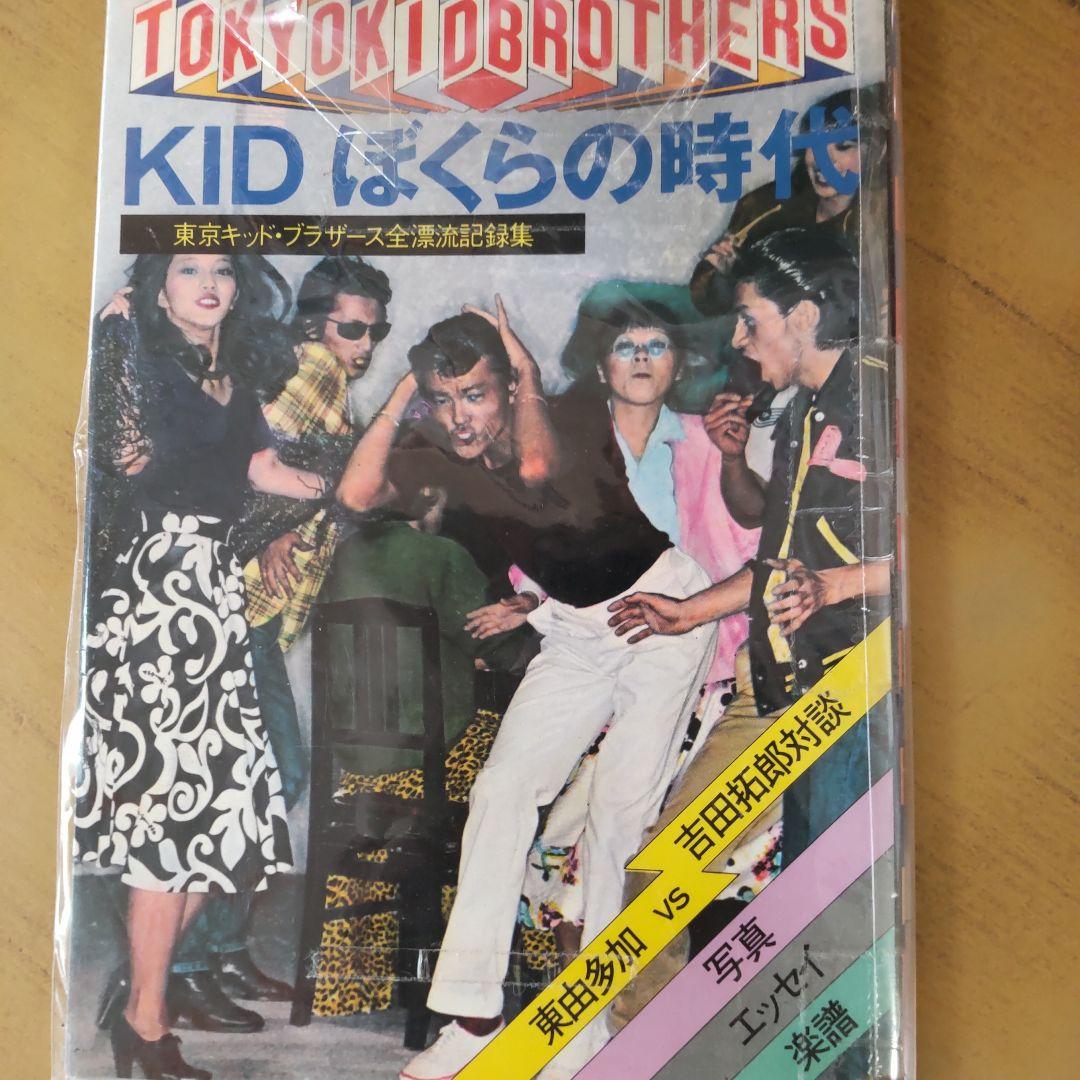 TOKYOKIDBROTHERS
KID ぼくらの時代
東京キッド・ブラザース全漂流記録集
東由多加 vs 吉田拓郎対談
写真
エッセイ
楽譜